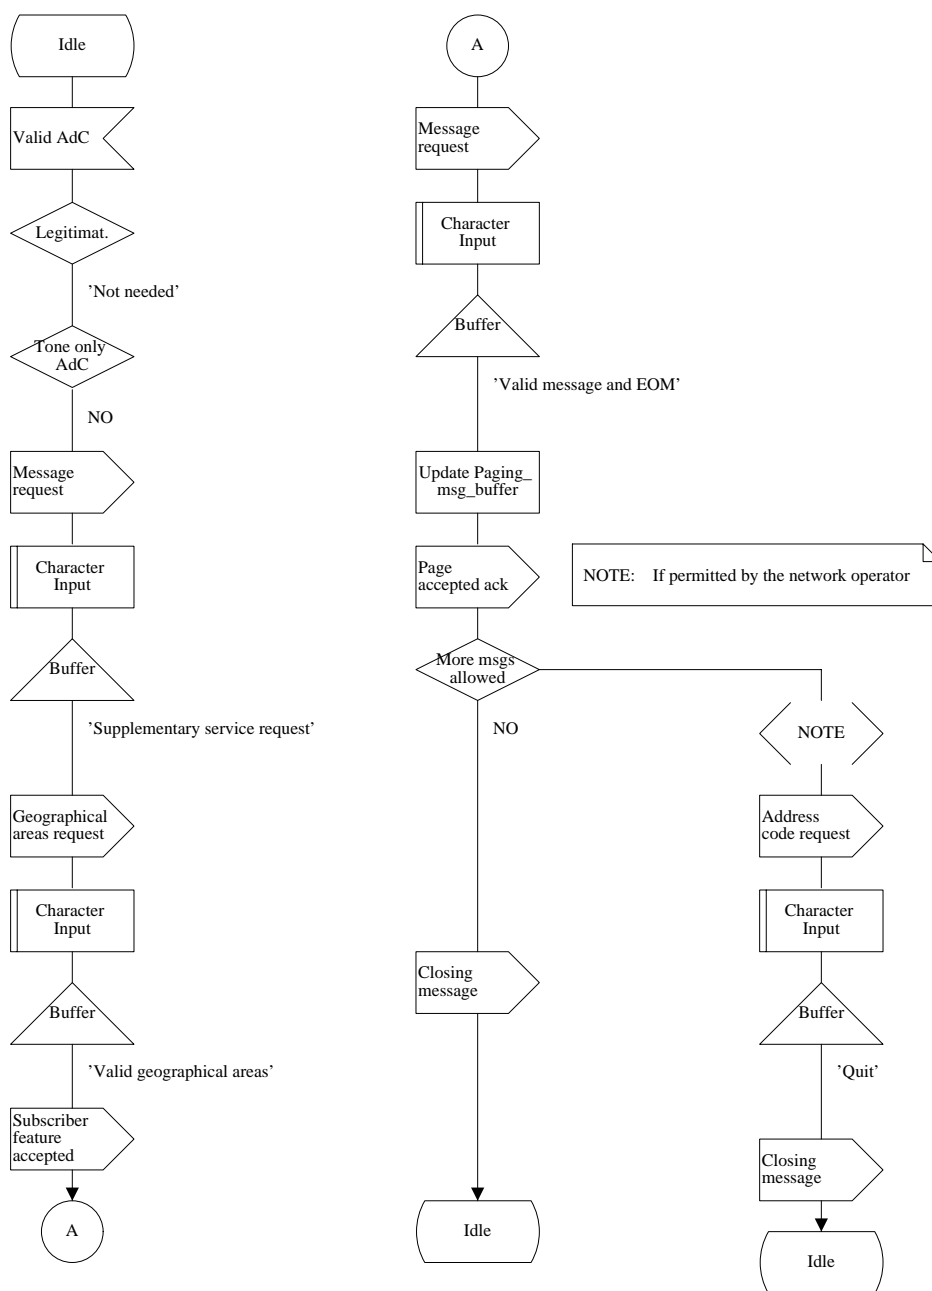 Idle
Valid AdC
Legitimat.
’Not needed’
Tone only
AdC
NO
Message
request
Character
Input
Buffer
’Supplementary service request’
Geographical
areas request
Character
Input
Buffer
’Valid geographical areas’
Subscriber
feature
accepted
A
A
Message
request
Character
Input
Buffer
’Valid message and EOM’
Update Paging_
msg_buffer
Page
accepted ack
NOTE: If permitted by the network operator
More msgs
allowed
NO
Closing
message
Idle
NOTE
Address
code request
Character
Input
Buffer
’Quit’
Closing
message
Idle